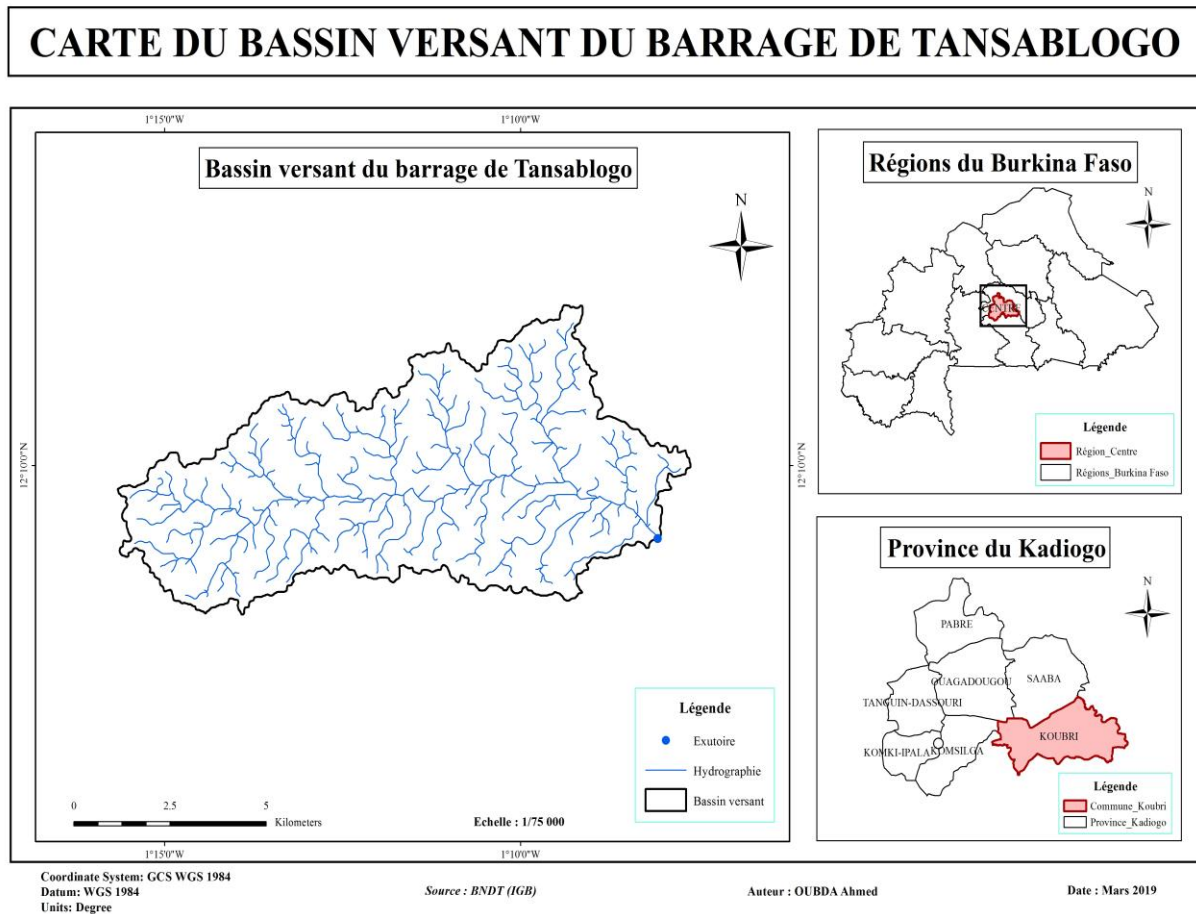 CARTE DU BASSIN VERSANT DU BARRAGE DE TANSABLOGO
1°15'0"W
1°10'0"W
Bassin versant du barrage de Tansablogo
N
12°10'0"N
12°10'0"N
Légende
Exutoire
Hydrographie
Bassin versant
0
2.5
5
Kilometers
Echelle : 1/75 000
1°15'0"W
1°10'0"W
Régions du Burkina Faso
N
CENTRE
Légende
Région_Centre
Régions_Burkina Faso
Province du Kadiogo
N
PABRE
OUAGADOUGOU
SAABA
TANGUIN-DASSOURI
KOUBRI
KOMKI-IPALA
KOMSILGA
Légende
Commune_Koubri
Province_Kadiogo
Coordinate System: GCS WGS 1984
Datum: WGS 1984
Units: Degree
Source : BNDT (IGB)
Auteur : OUBDA Ahmed
Date : Mars 2019